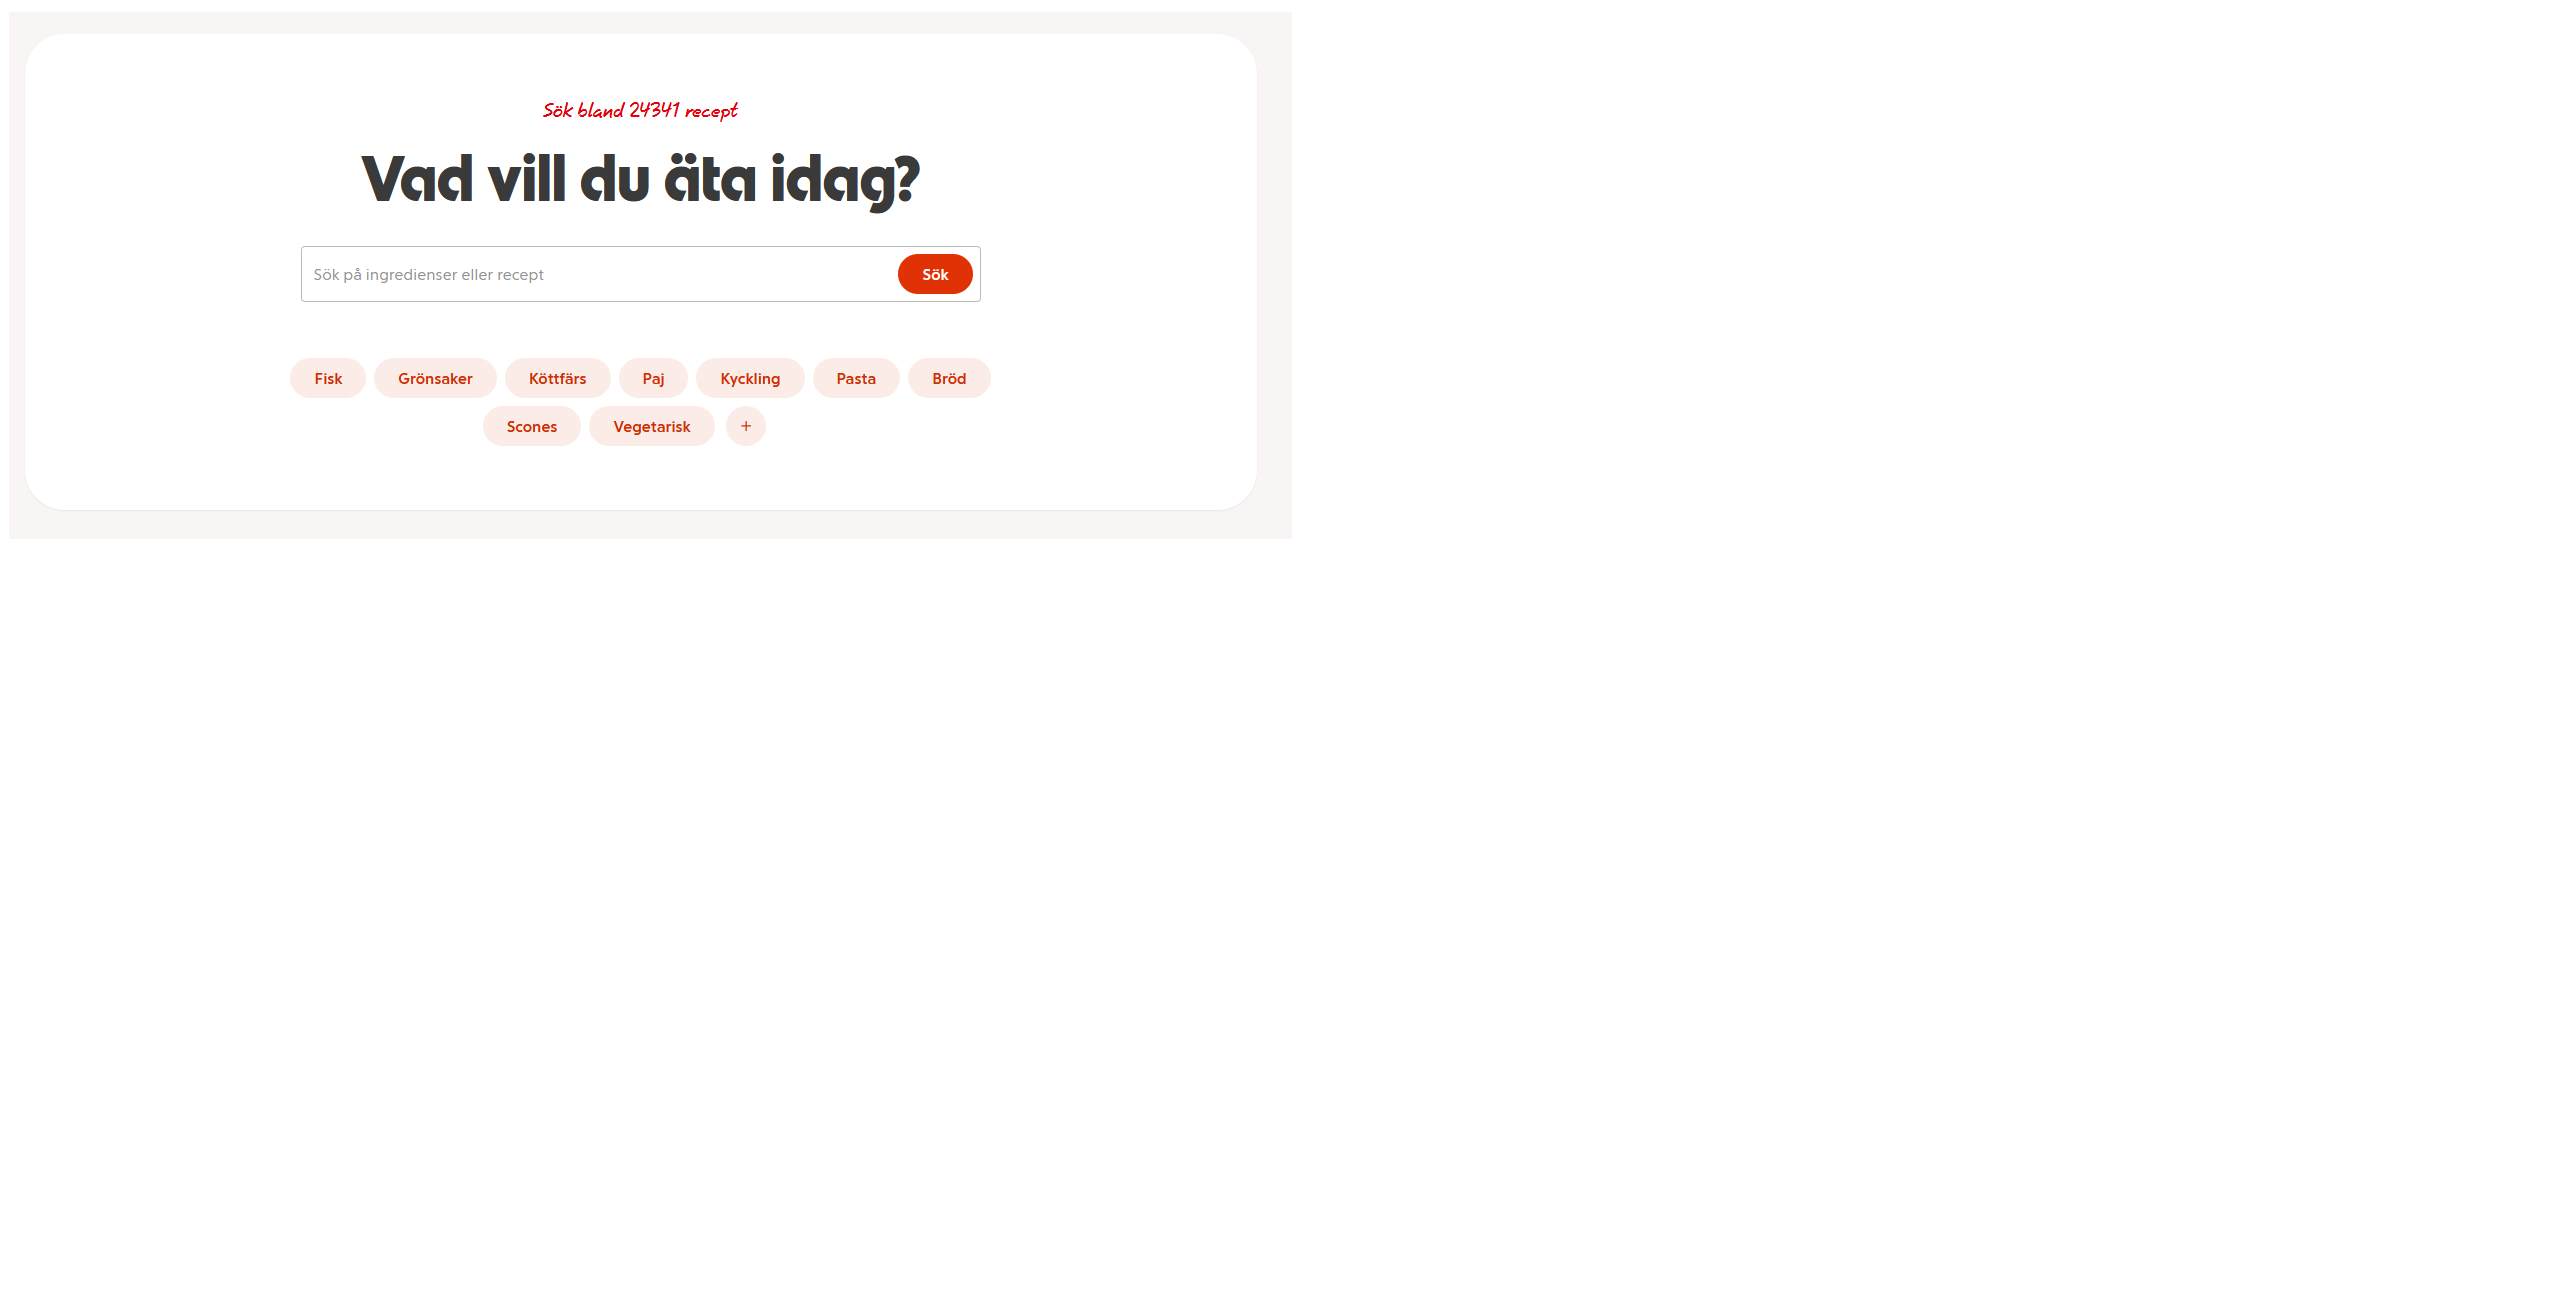 Sök bland 24341 recept
Vad vill du äta idag?
Sök på ingredienser eller recept Sök
Fisk Grönsaker Köttfärs Paj Kyckling Pasta Bröd
Scones Vegetarisk +